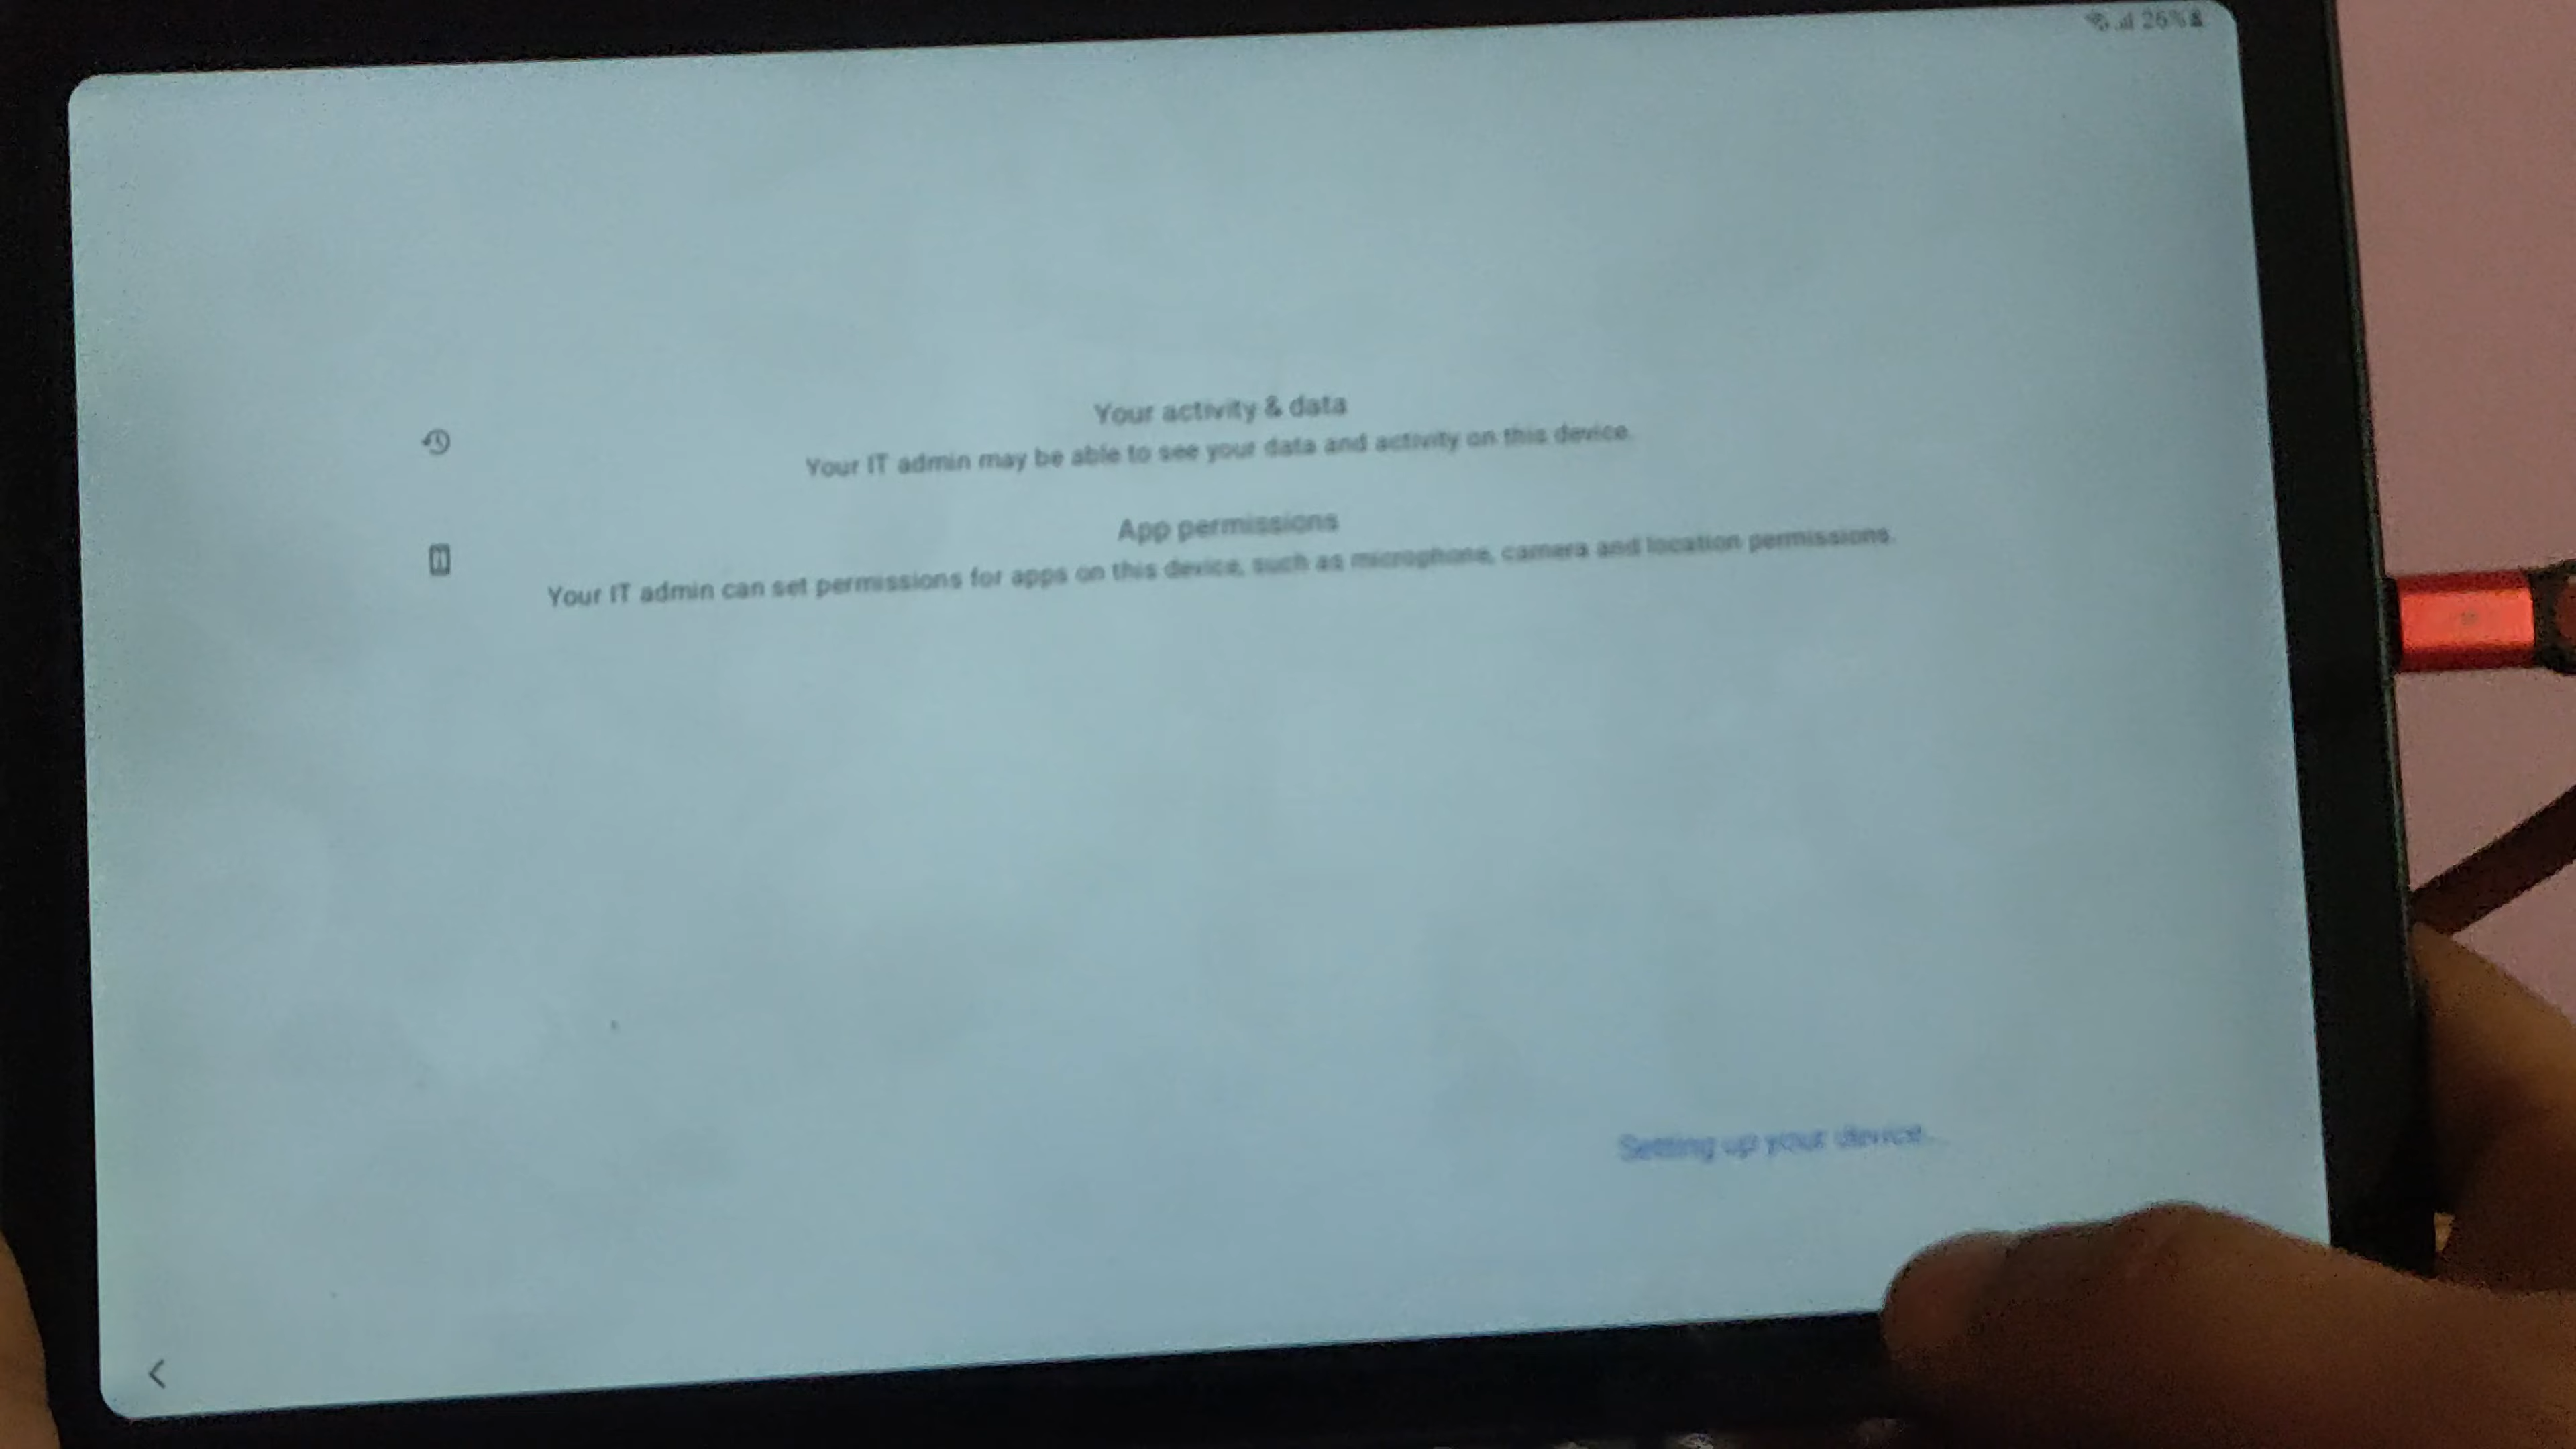 26%
Your activity & data
Your IT admin may be able to see your data and activity on this device.
App permissions
Your IT admin can set permissions for apps on this device, such as microphone, camera and location permissions.
Setting up your device...